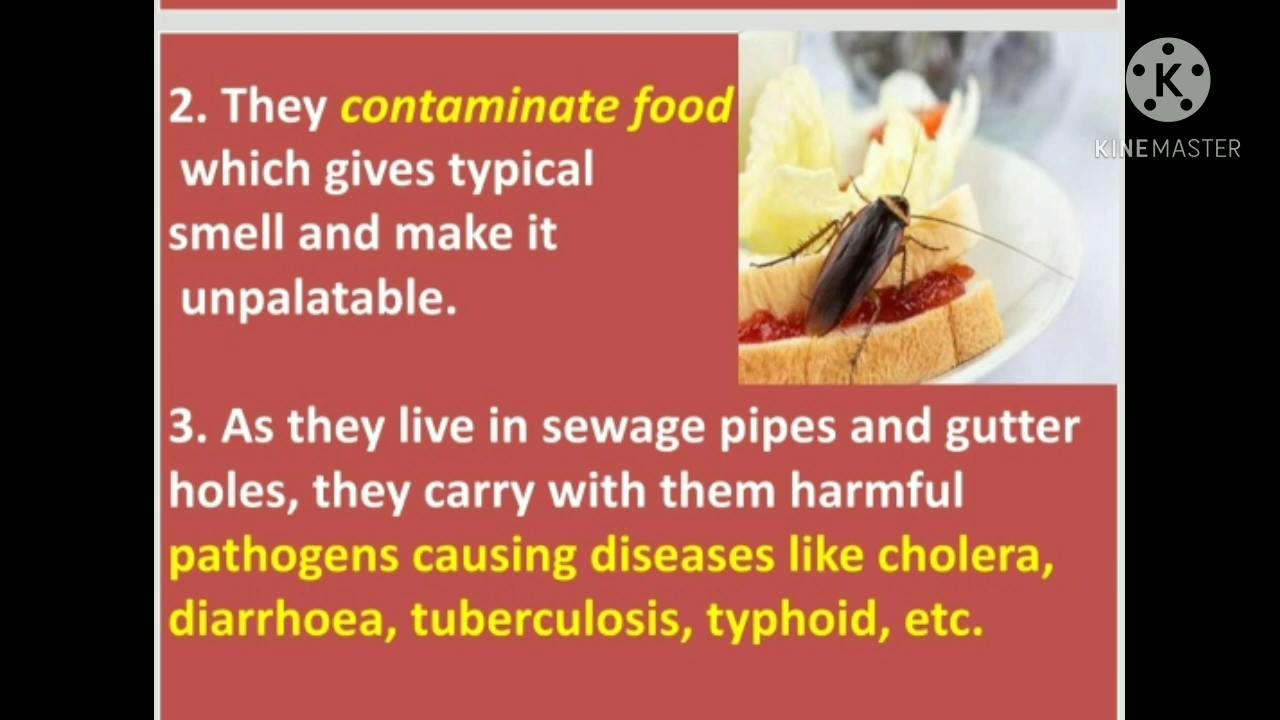 2. They contaminate food
which gives typical
smell and make it
unpalatable.
3. As they live in sewage pipes and gutter
holes, they carry with them harmful
pathogens causing diseases like cholera,
diarrhoea, tuberculosis, typhoid, etc.
K
KINEMASTER